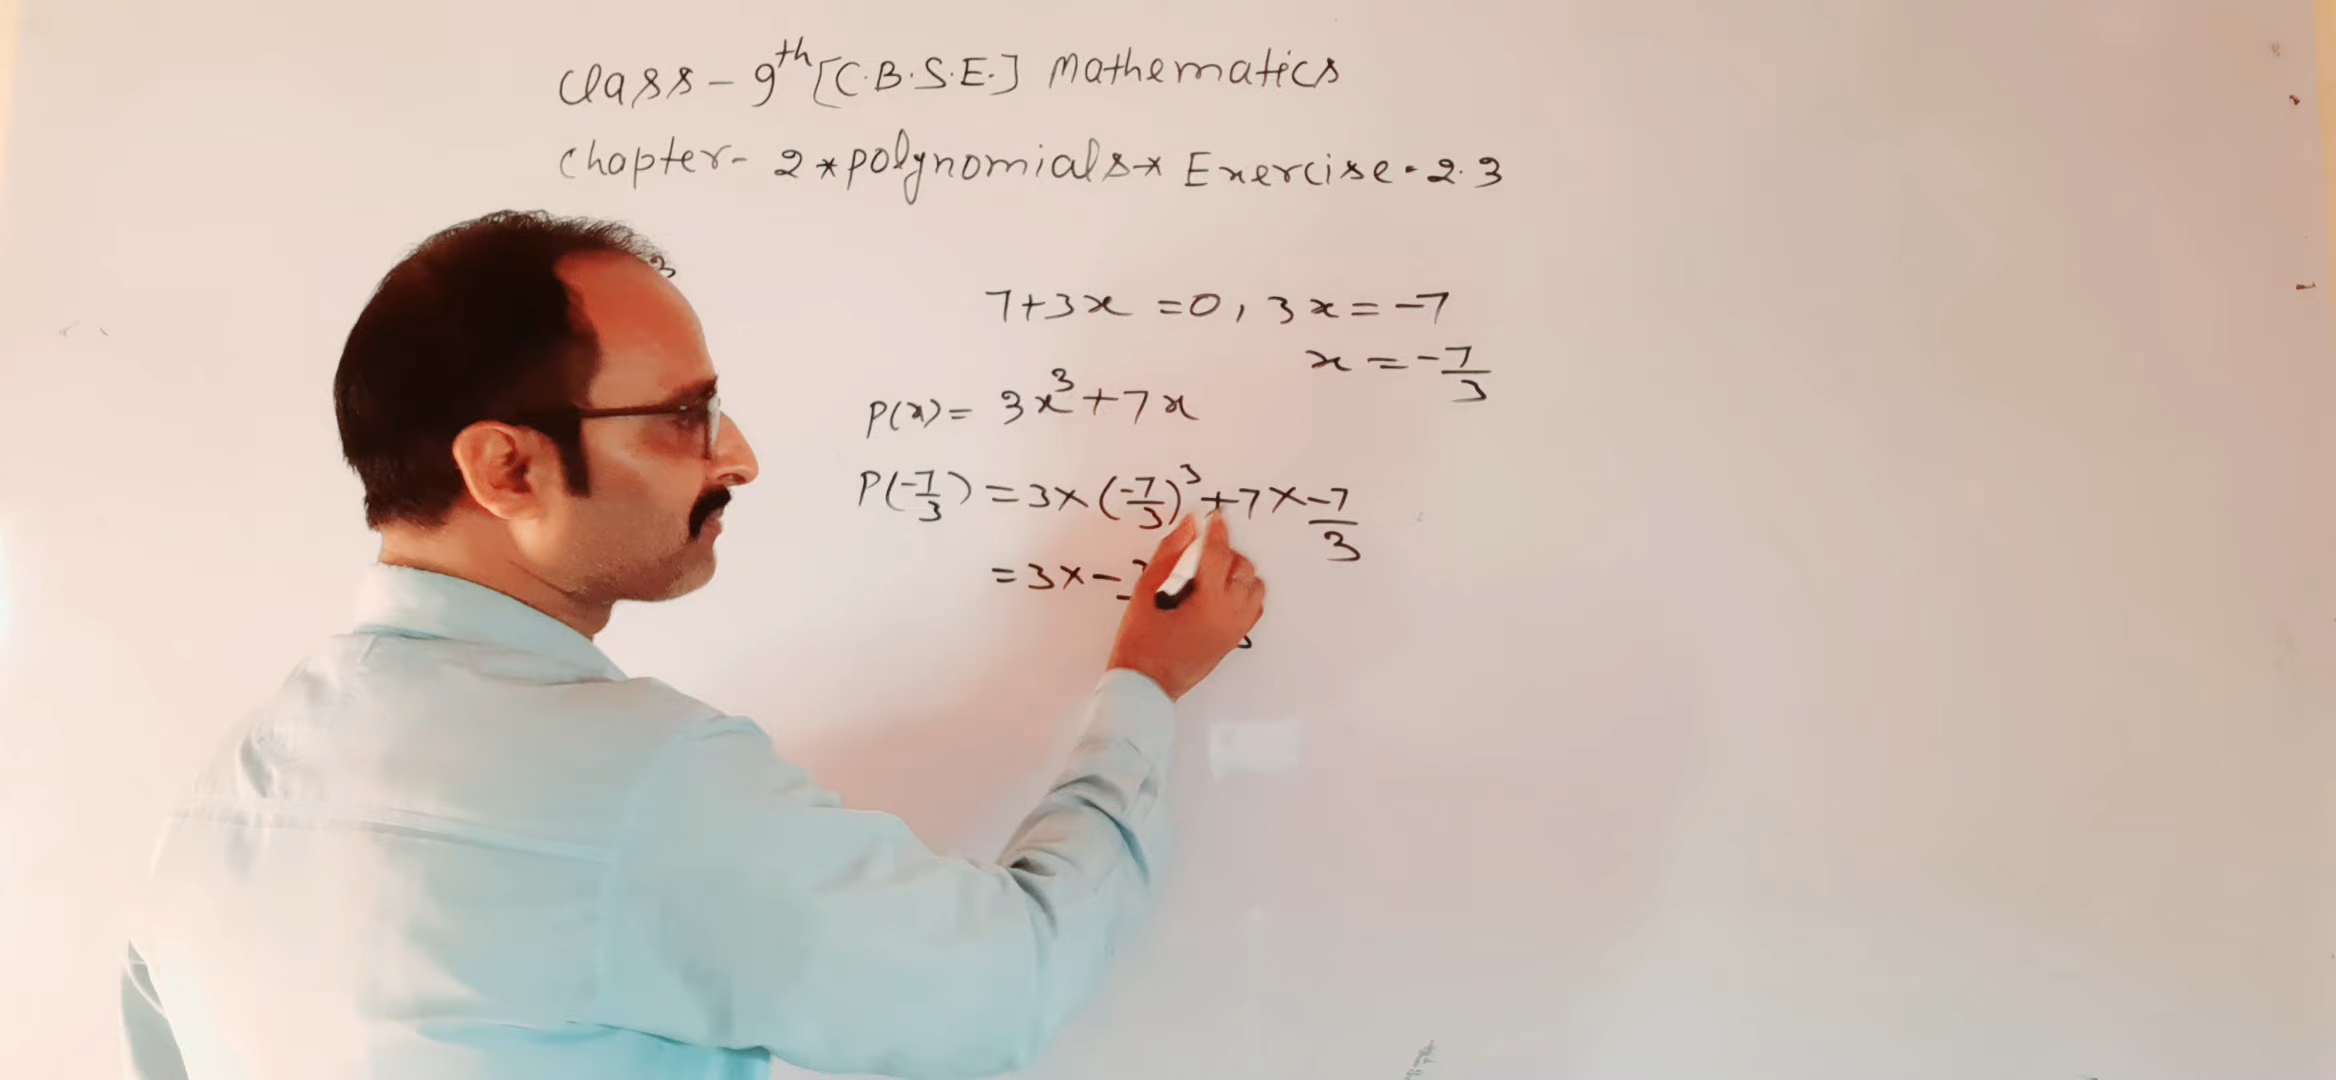 Class - 9th [C.B.S.E.] Mathematics
Chapter - 2 * polynomials * Exercise - 2.3
7+3x =0, 3x = -7
x = -7/3
P(x) = 3x³+7x
P(-7/3) = 3×(-7/3)³+7×-7/3
=3×-